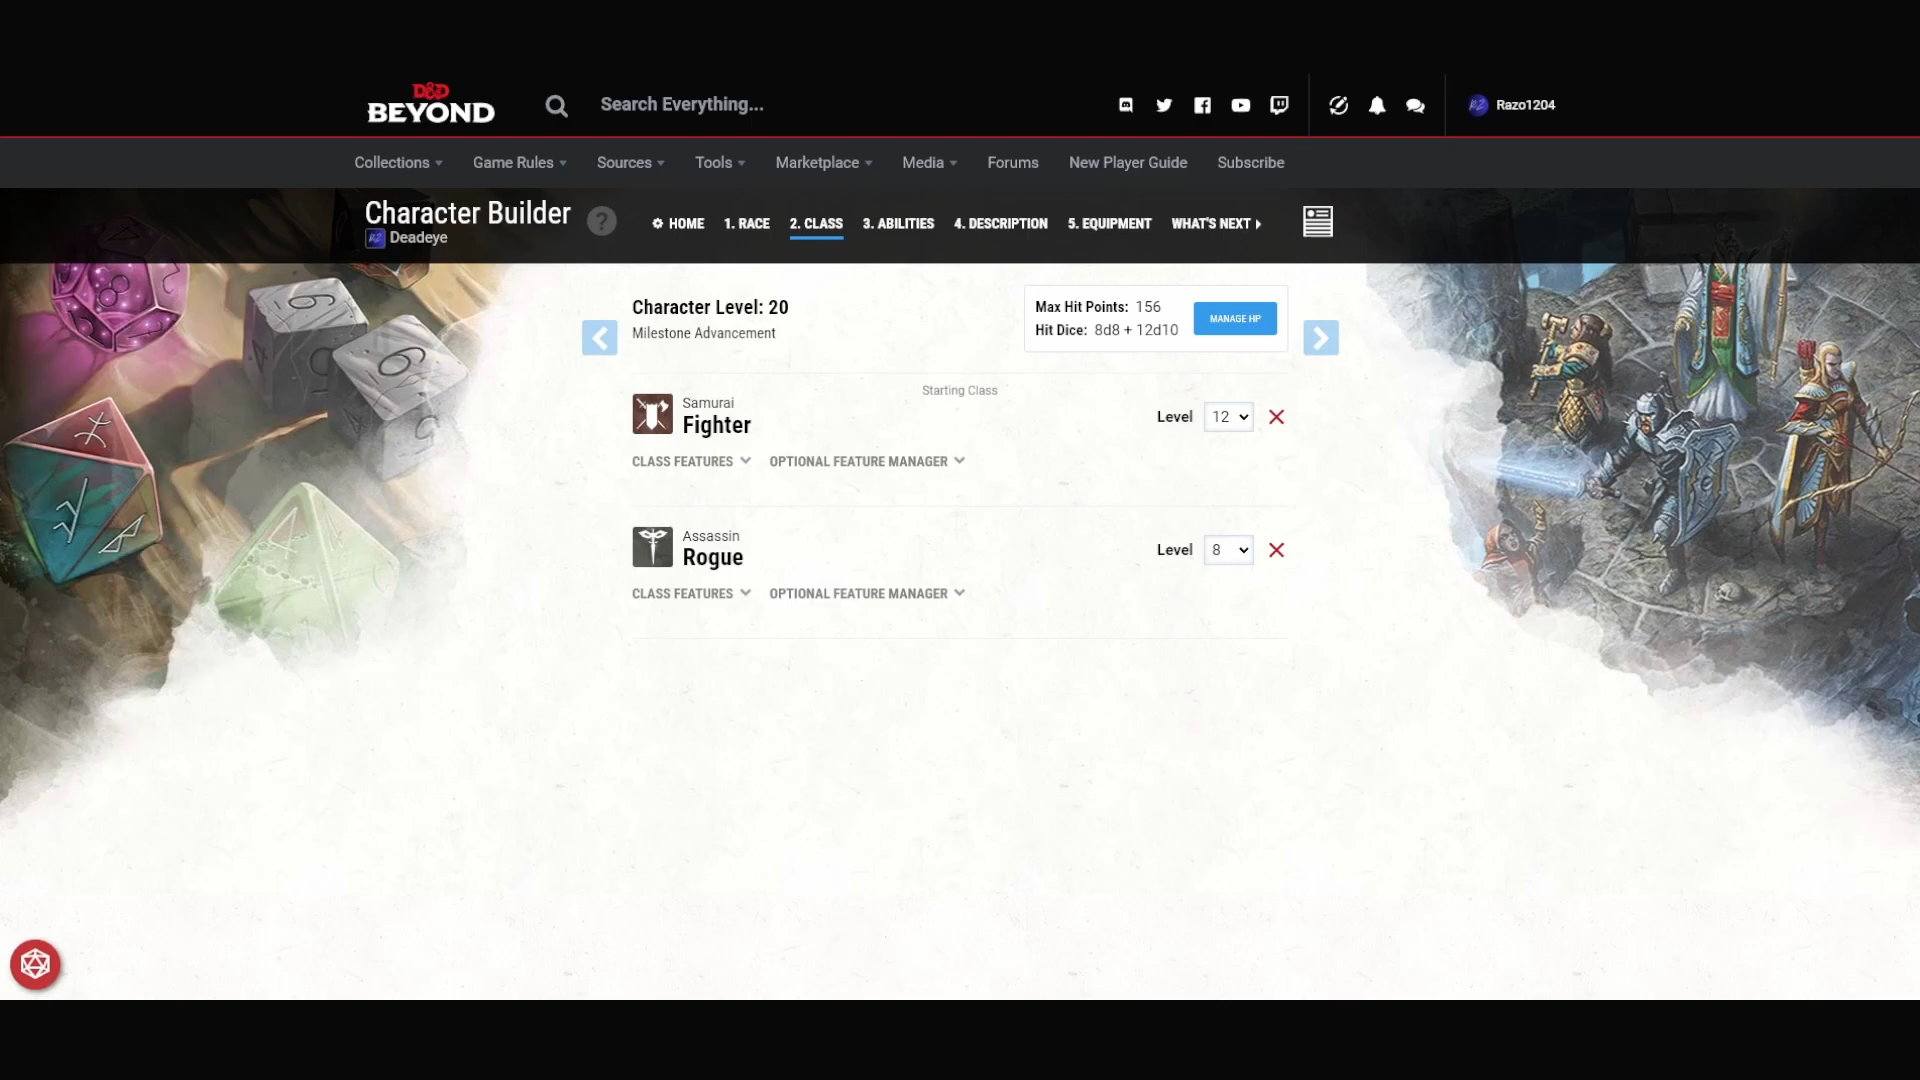 D&D
BEYOND
Search Everything...
Razo1204
Collections
Game Rules
Sources
Tools
Marketplace
Media
Forums
New Player Guide
Subscribe
Character Builder
Deadeye
?
HOME
1. RACE
2. CLASS
3. ABILITIES
4. DESCRIPTION
5. EQUIPMENT
WHAT'S NEXT
Character Level: 20
Milestone Advancement
Max Hit Points: 156
Hit Dice: 8d8 + 12d10
MANAGE HP
Starting Class
Samurai
Fighter
Level 12
CLASS FEATURES
OPTIONAL FEATURE MANAGER
Assassin
Rogue
Level 8
CLASS FEATURES
OPTIONAL FEATURE MANAGER